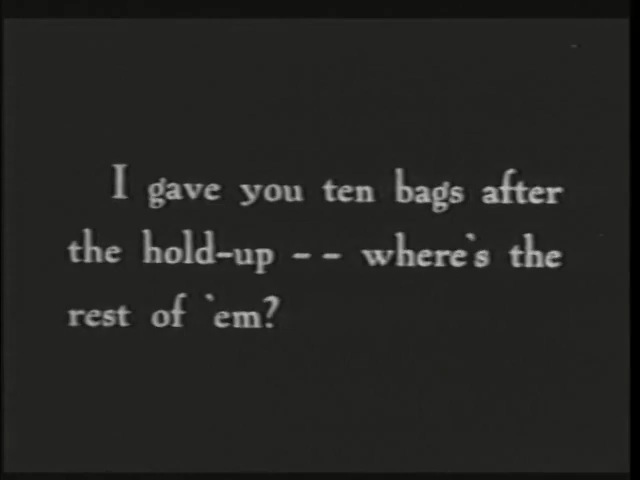 I gave you ten bags after
the hold-up -- where's the
rest of 'em?